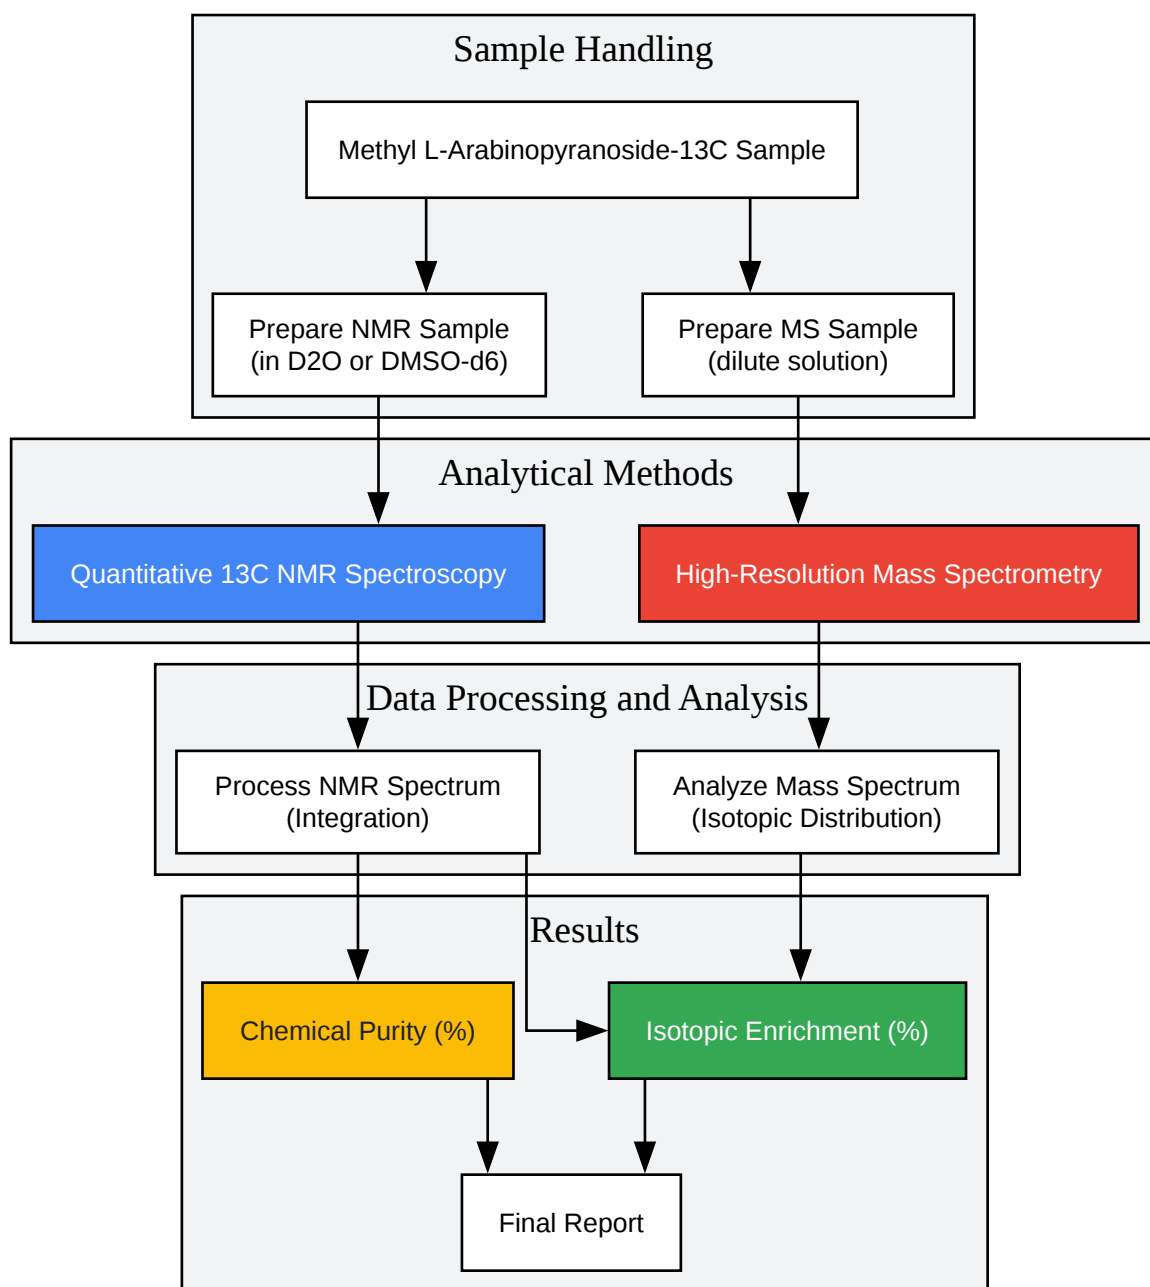 Sample Handling
Methyl L-Arabinopyranoside-13C Sample
Prepare NMR Sample
(in D2O or DMSO-d6)
Prepare MS Sample
(dilute solution)
Analytical Methods
Quantitative 13C NMR Spectroscopy
High-Resolution Mass Spectrometry
Data Processing and Analysis
Process NMR Spectrum
(Integration)
Analyze Mass Spectrum
(Isotopic Distribution)
Results
Chemical Purity (%)
Isotopic Enrichment (%)
Final Report